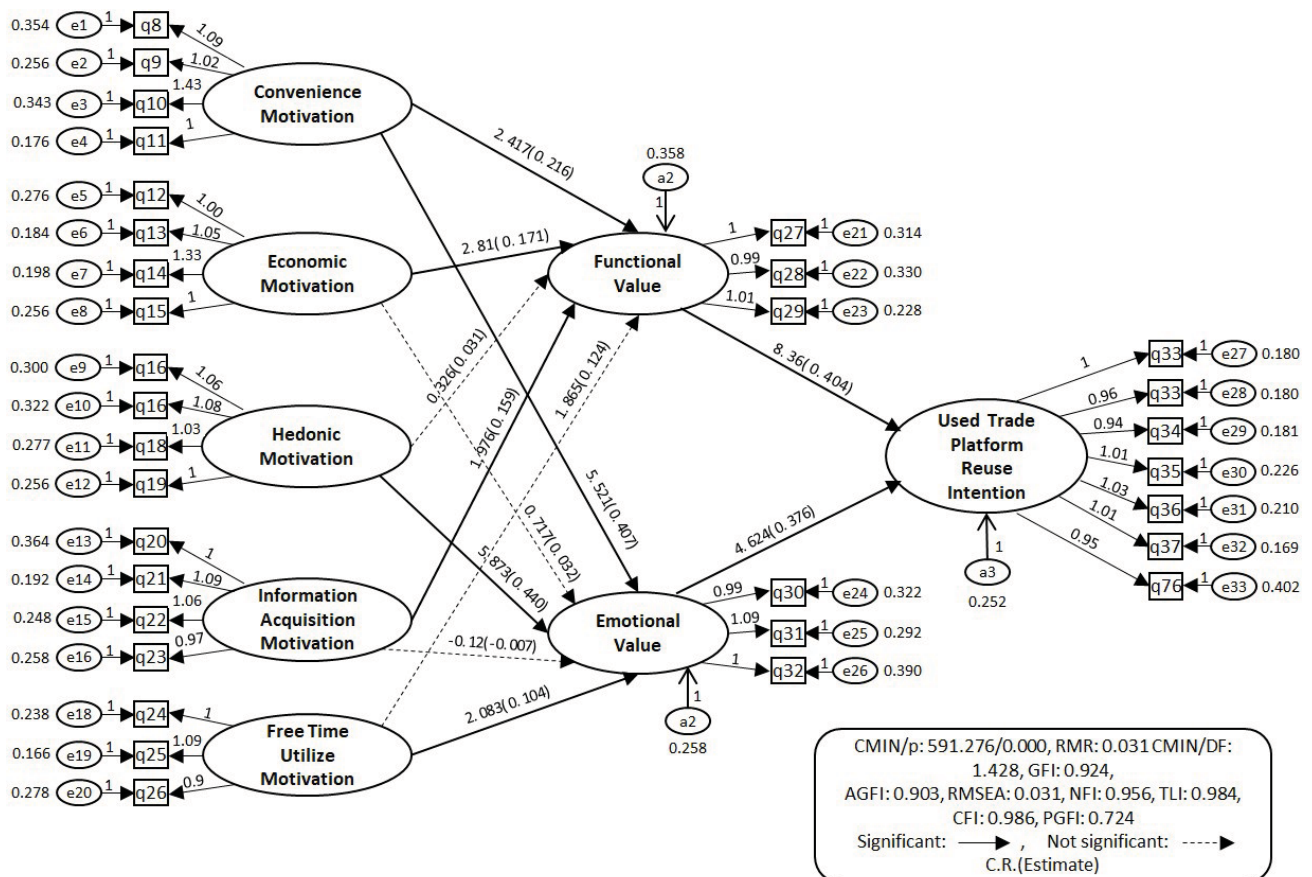 0.354 e1 1 q8 1.09
0.256 e2 1 q9 1.02
0.343 e3 1 q10 1.43
0.176 e4 1 q11 1
Convenience
Motivation
0.276 e5 1 q12 1.00
0.184 e6 1 q13 1.05
0.198 e7 1 q14 1.33
0.256 e8 1 q15 1
Economic
Motivation
0.300 e9 1 q16 1.06
0.322 e10 1 q16 1.08
0.277 e11 1 q18 1.03
0.256 e12 1 q19 1
Hedonic
Motivation
0.364 e13 1 q20 1
0.192 e14 1 q21 1.09
0.248 e15 1 q22 1.06
0.258 e16 1 q23 0.97
Information
Acquisition
Motivation
0.238 e18 1 q24 1
0.166 e19 1 q25 1.09
0.278 e20 1 q26 0.9
Free Time
Utilize
Motivation
2.417(0.216)
2.81(0.171)
0.326(0.031)
1.976(0.159)
1.865(0.124)
5.521(0.407)
0.717(0.032)
5.873(0.440)
-0.12(-0.007)
2.083(0.104)
0.358
a2
1
Functional
Value
1 q27 1 e21 0.314
0.99 q28 1 e22 0.330
1.01 q29 1 e23 0.228
Emotional
Value
0.99 q30 1 e24 0.322
1.09 q31 1 e25 0.292
1 q32 1 e26 0.390
1
a2
0.258
8.36(0.404)
4.624(0.376)
Used Trade
Platform
Reuse
Intention
1 q33 1 e27 0.180
0.96 q33 1 e28 0.180
0.94 q34 1 e29 0.181
1.01 q35 1 e30 0.226
1.03 q36 1 e31 0.210
1.01 q37 1 e32 0.169
0.95 q76 1 e33 0.402
1
a3
0.252
CMIN/p: 591.276/0.000, RMR: 0.031 CMIN/DF:
1.428, GFI: 0.924,
AGFI: 0.903, RMSEA: 0.031, NFI: 0.956, TLI: 0.984,
CFI: 0.986, PGFI: 0.724
Significant: , Not significant:
C.R.(Estimate)